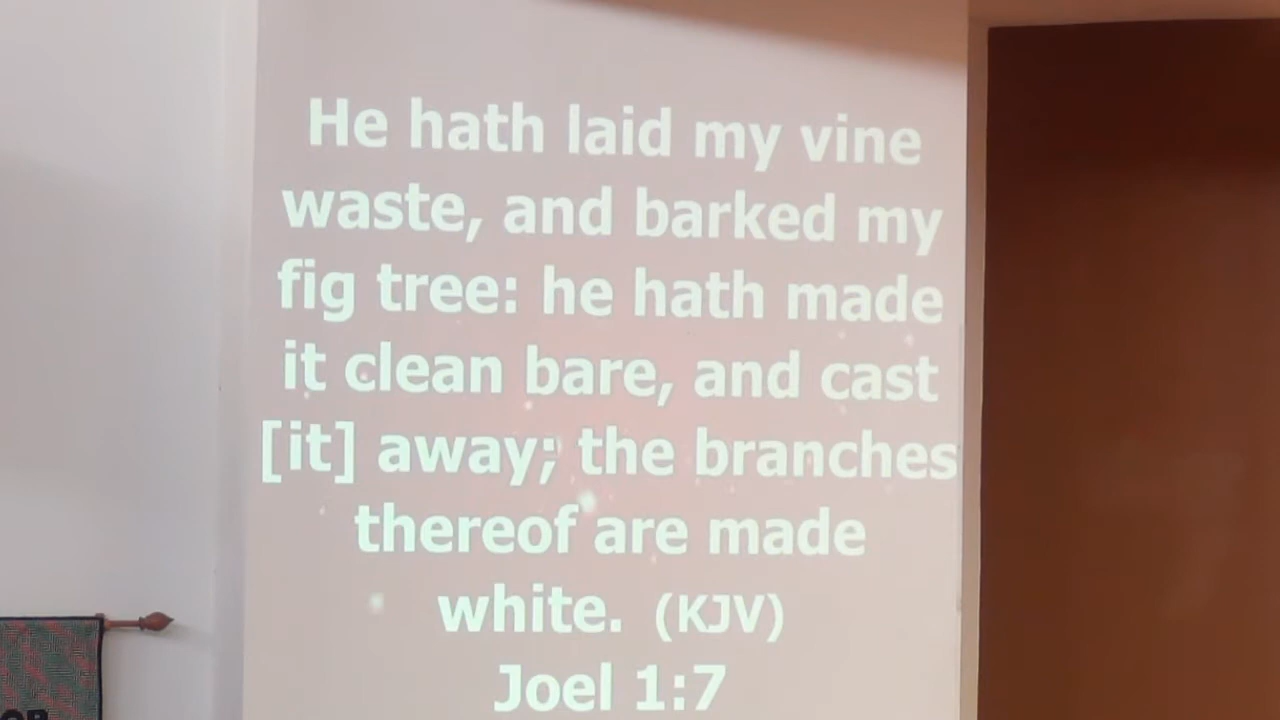 He hath laid my vine
waste, and barked my
fig tree: he hath made
it clean bare, and cast
[it] away; the branches
thereof are made
white. (KJV)
Joel 1:7